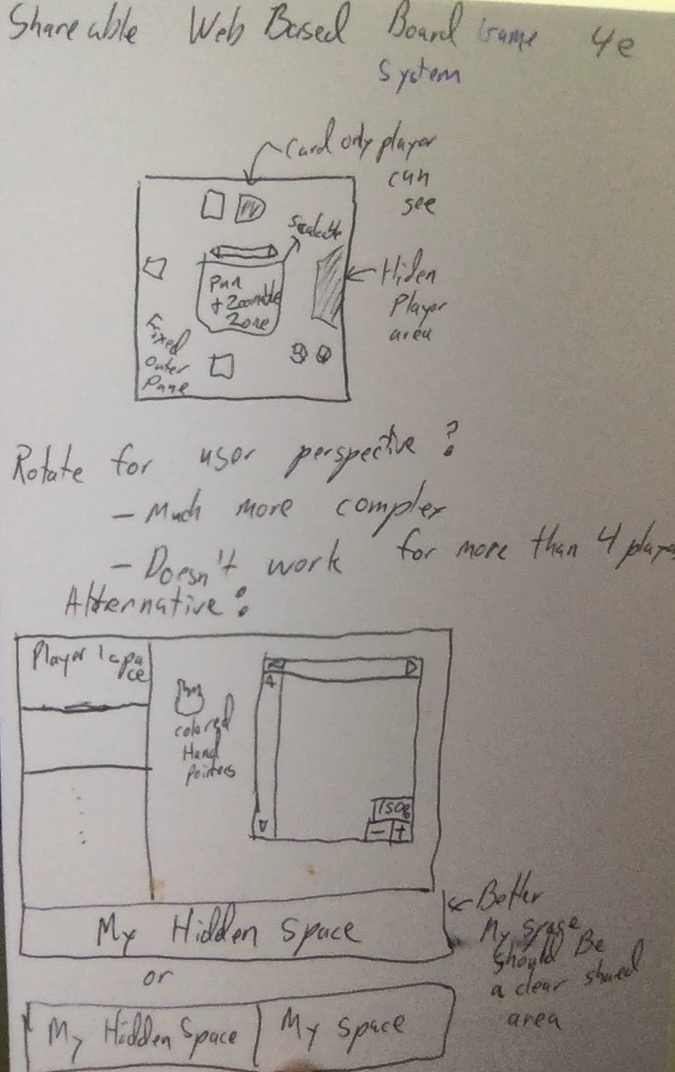 Shareable Web Based Board Game 4e
System
Card only player
can
see
PV
Scalable
Pan
+ Zoomable
Zone
Hiden
Player
area
Fixed
outer
Pane
Rotate for user perspective?
- Much more complex
- Doesn't work for more than 4 playe
Alternative:
Player 1 space
colored
Hand
pointers
150%
- +
My Hidden Space
Better
My space
should Be
a clear shared
area
or
My Hidden Space My space